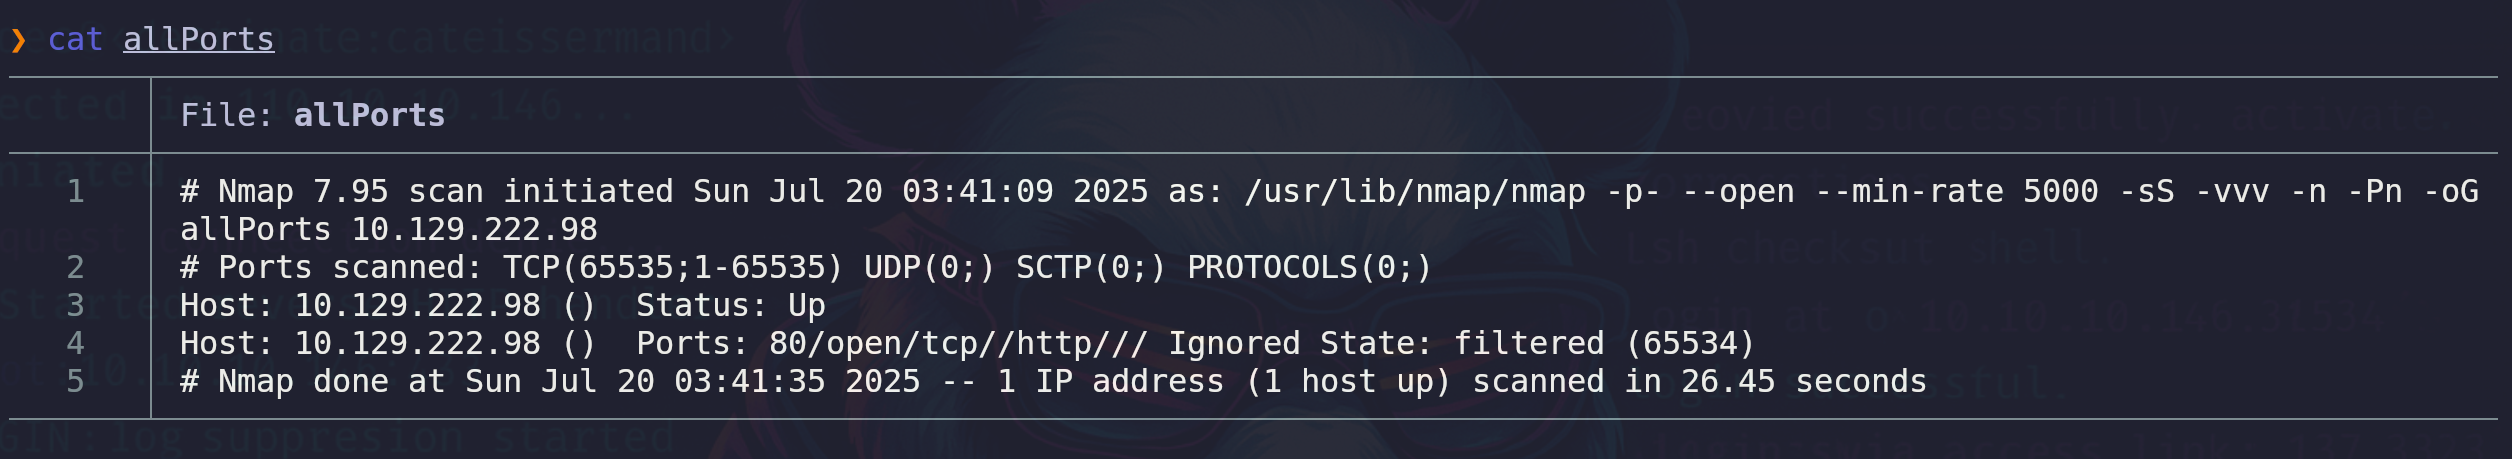 ❯ cat allPorts
File: allPorts
1 # Nmap 7.95 scan initiated Sun Jul 20 03:41:09 2025 as: /usr/lib/nmap/nmap -p- --open --min-rate 5000 -sS -vvv -n -Pn -oG
allPorts 10.129.222.98
2 # Ports scanned: TCP(65535;1-65535) UDP(0;) SCTP(0;) PROTOCOLS(0;)
3 Host: 10.129.222.98 () Status: Up
4 Host: 10.129.222.98 () Ports: 80/open/tcp//http/// Ignored State: filtered (65534)
5 # Nmap done at Sun Jul 20 03:41:35 2025 -- 1 IP address (1 host up) scanned in 26.45 seconds